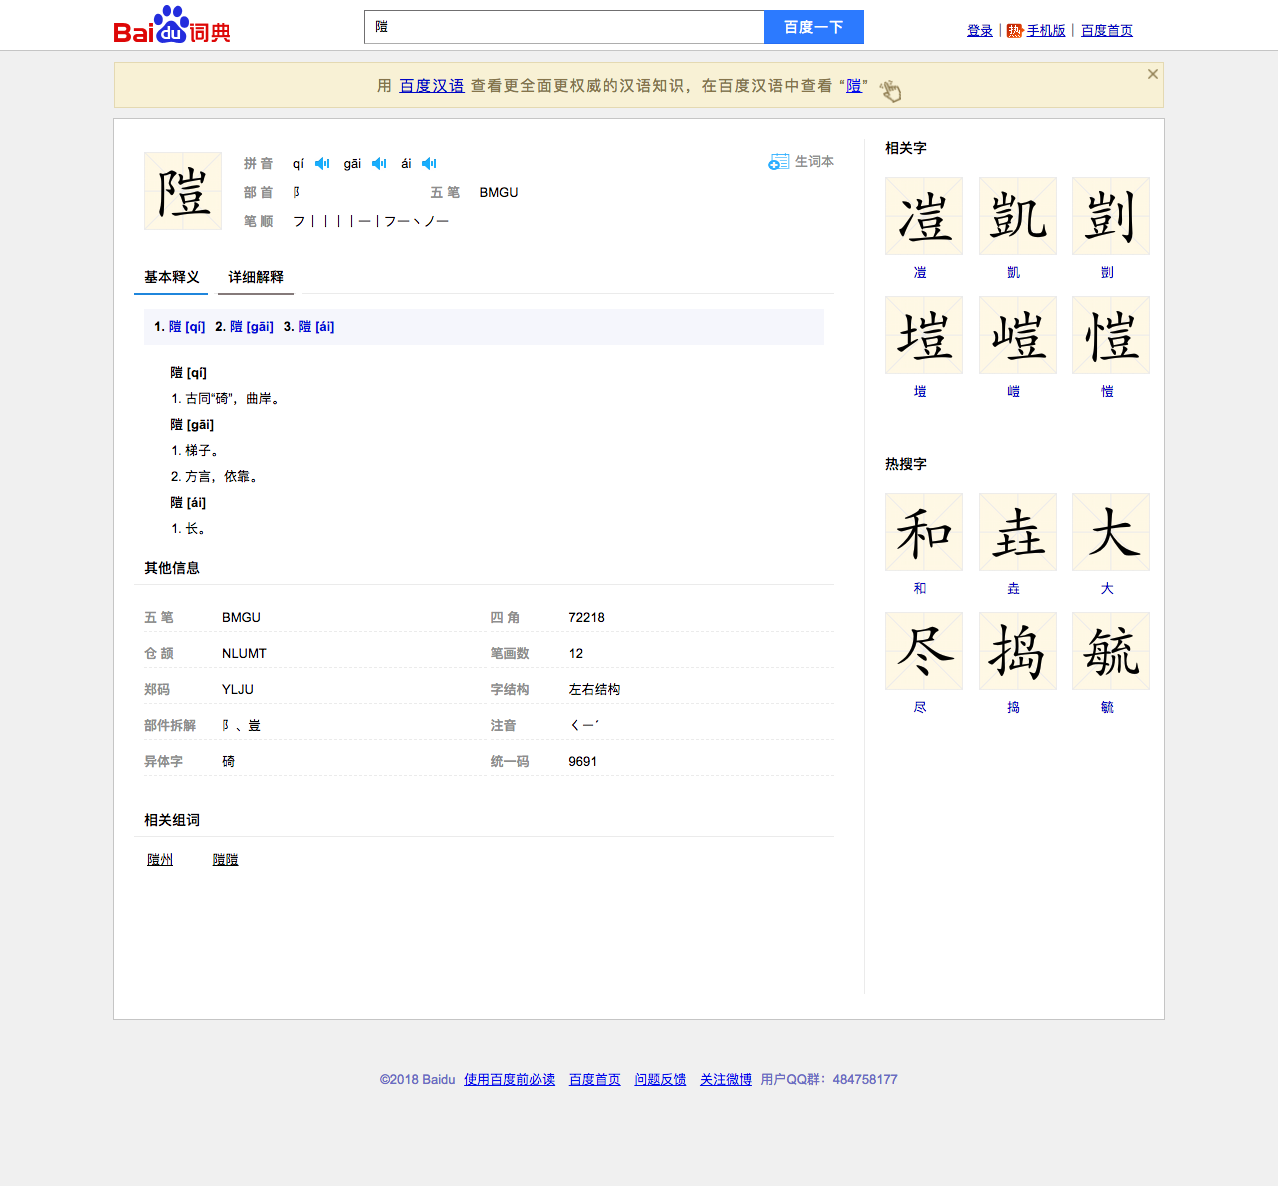 Baidu词典
隑
百度一下
登录 | 热 手机版 | 百度首页
用 百度汉语 查看更全面更权威的汉语知识，在百度汉语中查看 “隑”
隑
拼 音 qí gāi ái
生词本
部 首 阝 五 笔 BMGU
笔 顺 フ丨丨丨丨一丨フ一丶ノ一
基本释义 详细解释
1. 隑 [qí] 2. 隑 [gāi] 3. 隑 [ái]
隑 [qí]
1. 古同“碕”，曲岸。
隑 [gāi]
1. 梯子。
2. 方言，依靠。
隑 [ái]
1. 长。
其他信息
五 笔 BMGU 四 角 72218
仓 颉 NLUMT 笔画数 12
郑码 YLJU 字结构 左右结构
部件拆解 阝、豈 注音 ㄑㄧˊ
异体字 碕 统一码 9691
相关组词
隑州 隑隑
相关字
凒 凱 剴
凒 凱 剴
塏 嵦 愷
塏 嵦 愷
热搜字
和 垚 大
和 垚 大
尽 捣 毓
尽 捣 毓
©2018 Baidu 使用百度前必读 百度首页 问题反馈 关注微博 用户QQ群：484758177